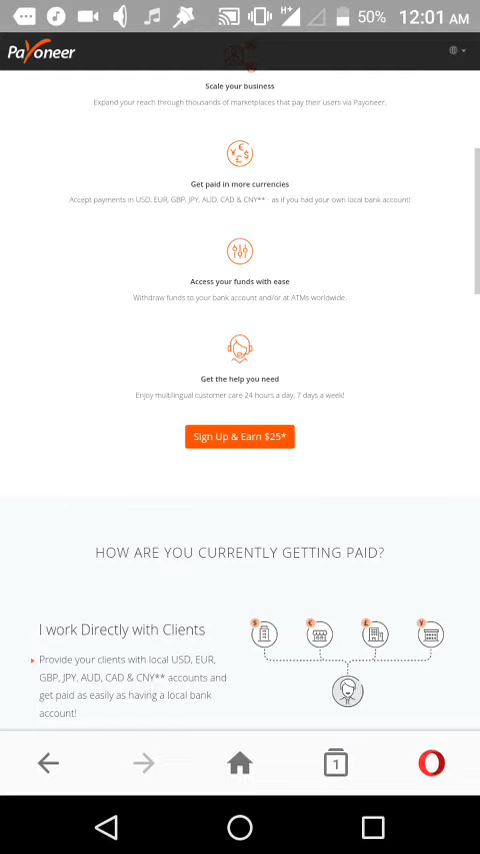 H+ 50% 12:01 AM
Payoneer
Scale your business
Expand your reach through thousands of marketplaces that pay their users via Payoneer.
¥ € $ £
Get paid in more currencies
Accept payments in USD, EUR, GBP, JPY, AUD, CAD & CNY** - as if you had your own local bank account!
Access your funds with ease
Withdraw funds to your bank account and/or at ATMs worldwide.
Get the help you need
Enjoy multilingual customer care 24 hours a day, 7 days a week!
Sign Up & Earn $25*
HOW ARE YOU CURRENTLY GETTING PAID?
I work Directly with Clients
$ € £ ¥
Provide your clients with local USD, EUR,
GBP, JPY, AUD, CAD & CNY** accounts and
get paid as easily as having a local bank
account!
1